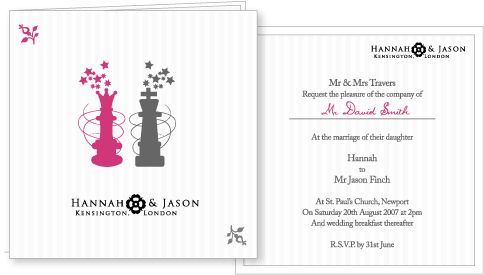 HANNAH & JASON
KENSINGTON, LONDON
HANNAH & JASON
KENSINGTON, LONDON
Mr & Mrs Travers
Request the pleasure of the company of
Mr David Smith
At the marriage of their daughter
Hannah
to
Mr Jason Finch
At St. Paul's Church, Newport
On Saturday 20th August 2007 at 2pm
And wedding breakfast thereafter
R.S.V.P. by 31st June